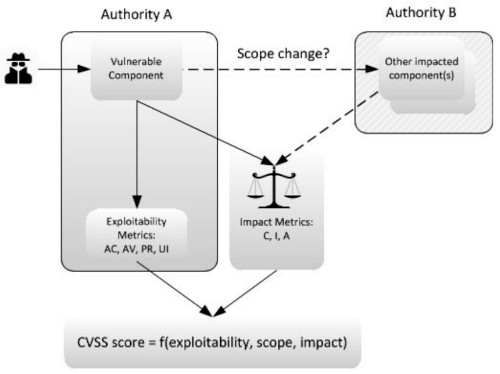 Authority A
Authority B
Vulnerable
Component
Scope change?
Other impacted
component(s)
Exploitability
Metrics:
AC, AV, PR, UI
Impact Metrics:
C, I, A
CVSS score = f(exploitability, scope, impact)